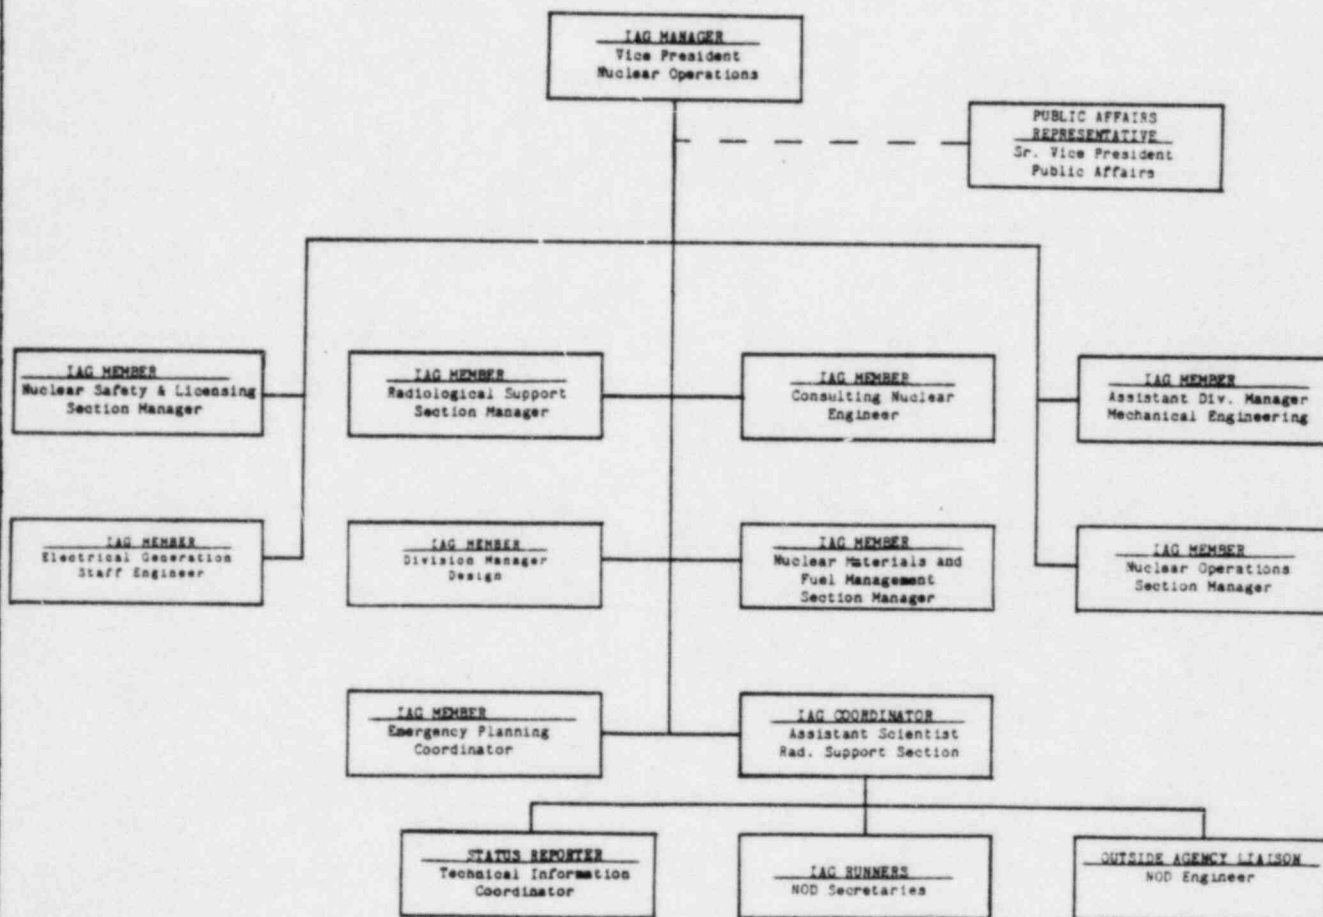 IAG MANAGER
Vice President
Nuclear Operations
PUBLIC AFFAIRS
REPRESENTATIVE
Sr. Vice President
Public Affairs
IAG MEMBER
Nuclear Safety & Licensing
Section Manager
IAG MEMBER
Radiological Support
Section Manager
IAG MEMBER
Consulting Nuclear
Engineer
IAG MEMBER
Assistant Div. Manager
Mechanical Engineering
IAG MEMBER
Electrical Generation
Staff Engineer
IAG MEMBER
Division Manager
Design
IAG MEMBER
Nuclear Materials and
Fuel Management
Section Manager
IAG MEMBER
Nuclear Operations
Section Manager
IAG MEMBER
Emergency Planning
Coordinator
IAG COORDINATOR
Assistant Scientist
Rad. Support Section
STATUS REPORTER
Technical Information
Coordinator
IAG RUNNERS
NOD Secretaries
OUTSIDE AGENCY LIAISON
NOD Engineer